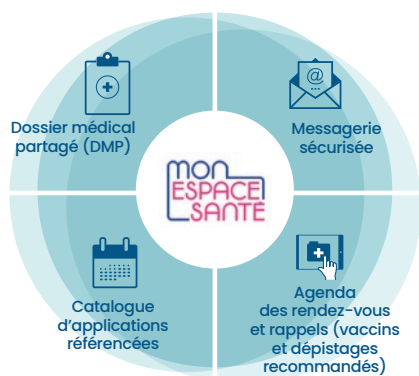 Dossier médical
partagé (DMP)
@
Messagerie
sécurisée
mon
ESPACE
SANTÉ
Catalogue
d'applications
référencées
Agenda
des rendez-vous
et rappels (vaccins
et dépistages
recommandés)